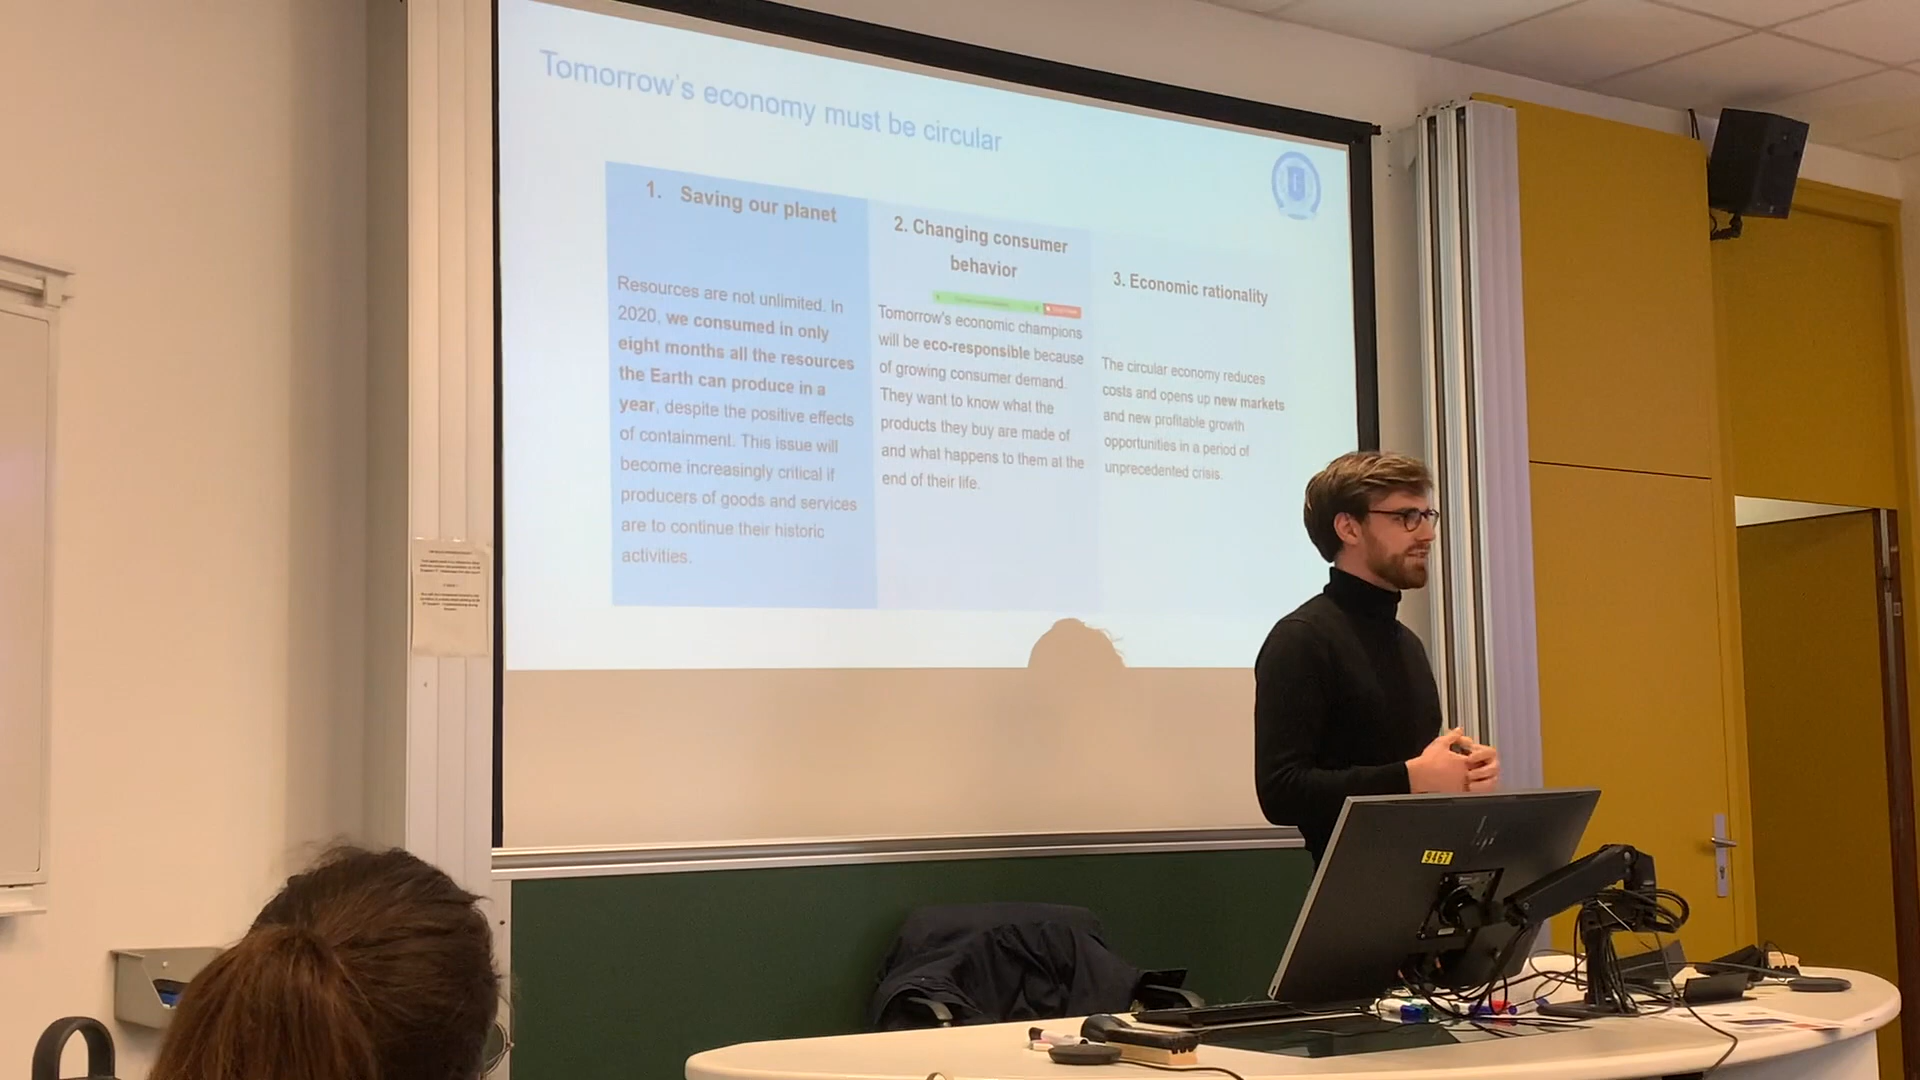 Tomorrow's economy must be circular
1. Saving our planet
Resources are not unlimited. In
2020, we consumed in only
eight months all the resources
the Earth can produce in a
year, despite the positive effects
of containment. This issue will
become increasingly critical if
producers of goods and services
are to continue their historic
activities.
2. Changing consumer
behavior
Tomorrow's economic champions
will be eco-responsible because
of growing consumer demand.
They want to know what the
products they buy are made of
and what happens to them at the
end of their life.
3. Economic rationality
The circular economy reduces
costs and opens up new markets
and new profitable growth
opportunities in a period of
unprecedented crisis.
9467